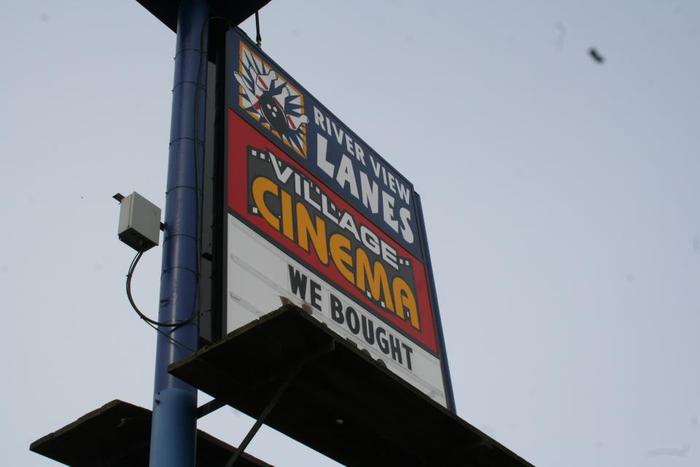 RIVER VIEW
LANES
VILLAGE
CINEMA
WE BOUGHT